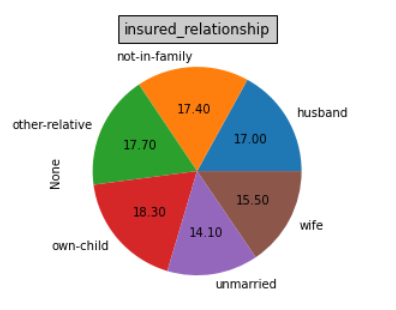 insured_relationship
not-in-family
17.40
husband
17.00
other-relative
17.70
None
18.30
own-child
14.10
unmarried
15.50
wife